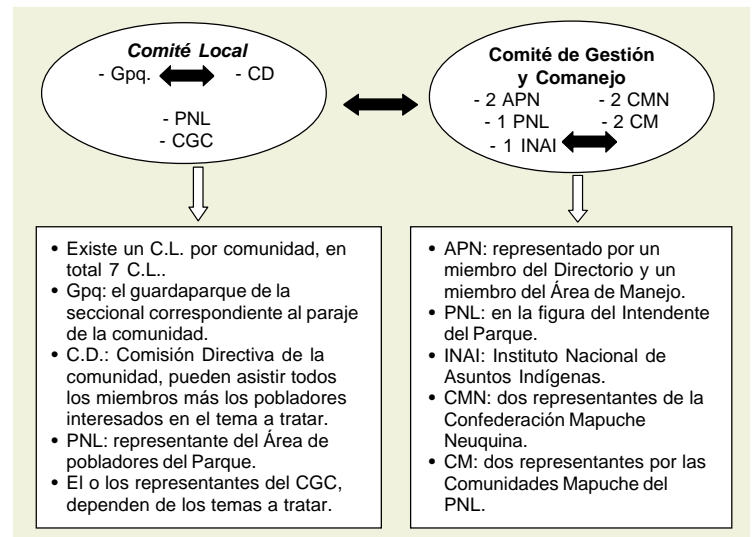 Comité Local
- Gpq. - CD
- PNL
- CGC
Comité de Gestión
y Comanejo
- 2 APN - 2 CMN
- 1 PNL - 2 CM
- 1 INAI
• Existe un C.L. por comunidad, en
total 7 C.L..
• Gpq: el guardaparque de la
seccional correspondiente al paraje
de la comunidad.
• C.D.: Comisión Directiva de la
comunidad, pueden asistir todos
los miembros más los pobladores
interesados en el tema a tratar.
• PNL: representante del Área de
pobladores del Parque.
• El o los representantes del CGC,
dependen de los temas a tratar.
• APN: representado por un
miembro del Directorio y un
miembro del Área de Manejo.
• PNL: en la figura del Intendente
del Parque.
• INAI: Instituto Nacional de
Asuntos Indígenas.
• CMN: dos representantes de la
Confederación Mapuche
Neuquina.
• CM: dos representantes por las
Comunidades Mapuche del
PNL.